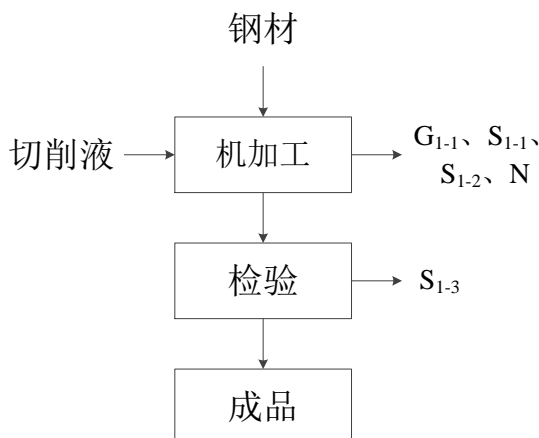 钢材
切削液
机加工
G1-1、S1-1、
S1-2、N
检验
S1-3
成品